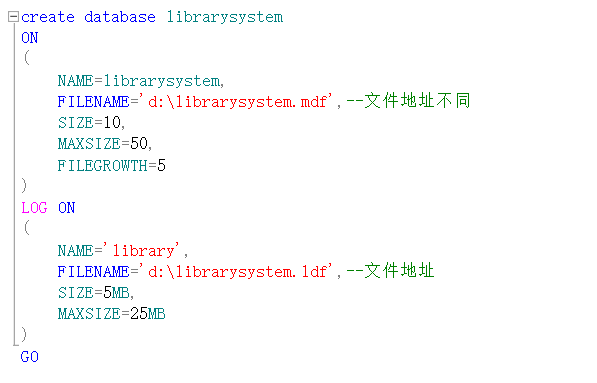 create database librarysystem
ON
(
NAME=librarysystem,
FILENAME='d:\librarysystem.mdf',--文件地址不同
SIZE=10,
MAXSIZE=50,
FILEGROWTH=5
)
LOG ON
(
NAME='library',
FILENAME='d:\librarysystem.ldf',--文件地址
SIZE=5MB,
MAXSIZE=25MB
)
GO